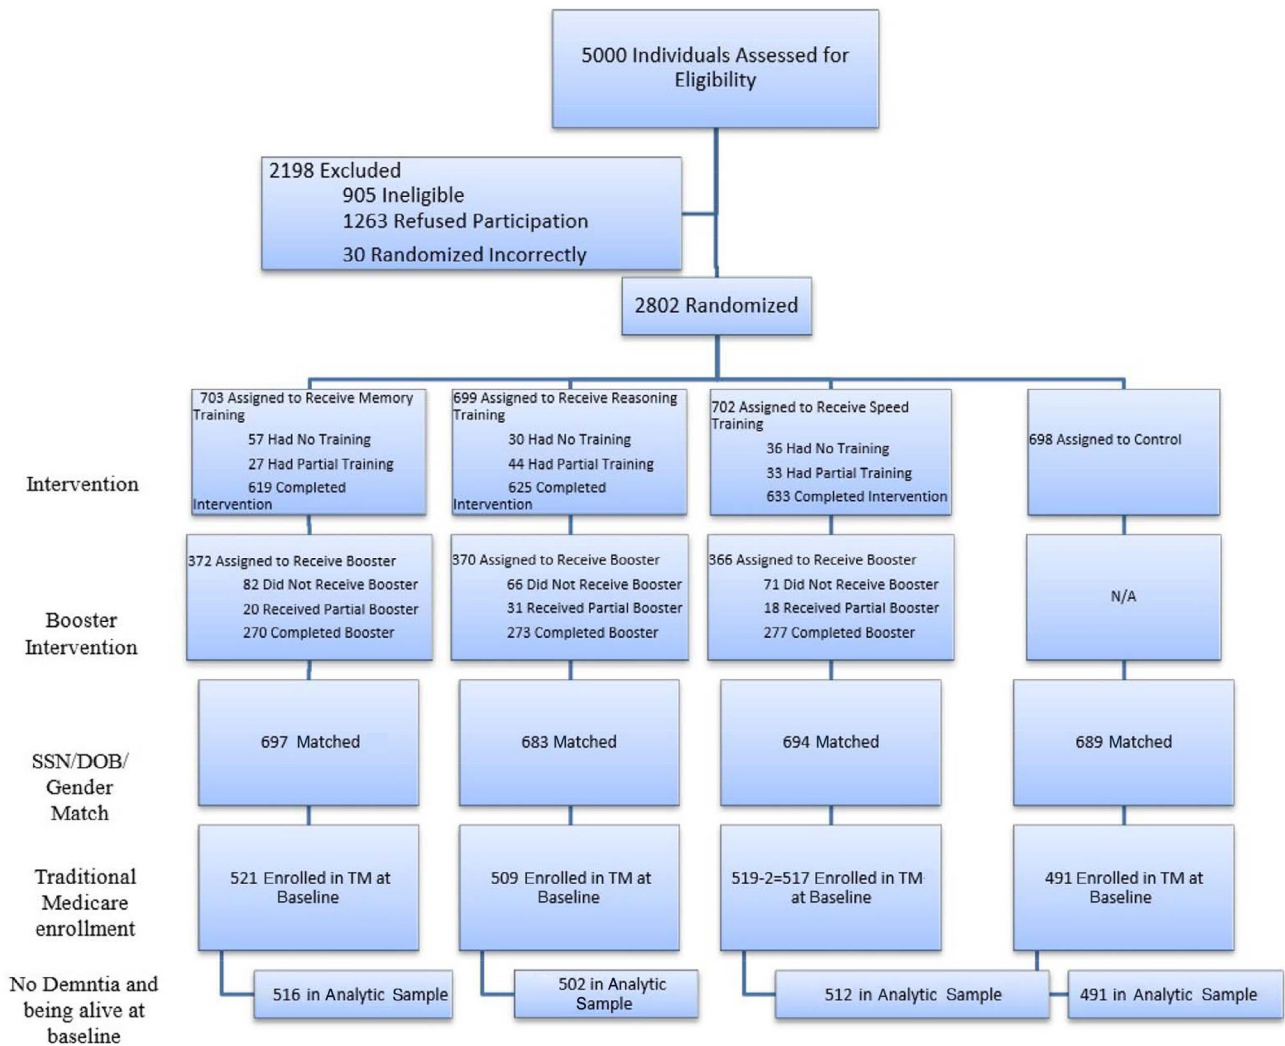 5000 Individuals Assessed for
Eligibility
2198 Excluded
905 Ineligible
1263 Refused Participation
30 Randomized Incorrectly
2802 Randomized
Intervention
703 Assigned to Receive Memory
Training
57 Had No Training
27 Had Partial Training
619 Completed
Intervention
699 Assigned to Receive Reasoning
Training
30 Had No Training
44 Had Partial Training
625 Completed
Intervention
702 Assigned to Receive Speed
Training
36 Had No Training
33 Had Partial Training
633 Completed Intervention
698 Assigned to Control
Booster
Intervention
372 Assigned to Receive Booster
82 Did Not Receive Booster
20 Received Partial Booster
270 Completed Booster
370 Assigned to Receive Booster
66 Did Not Receive Booster
31 Received Partial Booster
273 Completed Booster
366 Assigned to Receive Booster
71 Did Not Receive Booster
18 Received Partial Booster
277 Completed Booster
N/A
SSN/DOB/
Gender
Match
697 Matched
683 Matched
694 Matched
689 Matched
Traditional
Medicare
enrollment
521 Enrolled in TM at
Baseline
509 Enrolled in TM at
Baseline
519-2=517 Enrolled in TM
at Baseline
491 Enrolled in TM at
Baseline
No Demntia and
being alive at
baseline
516 in Analytic Sample
502 in Analytic
Sample
512 in Analytic Sample
491 in Analytic Sample